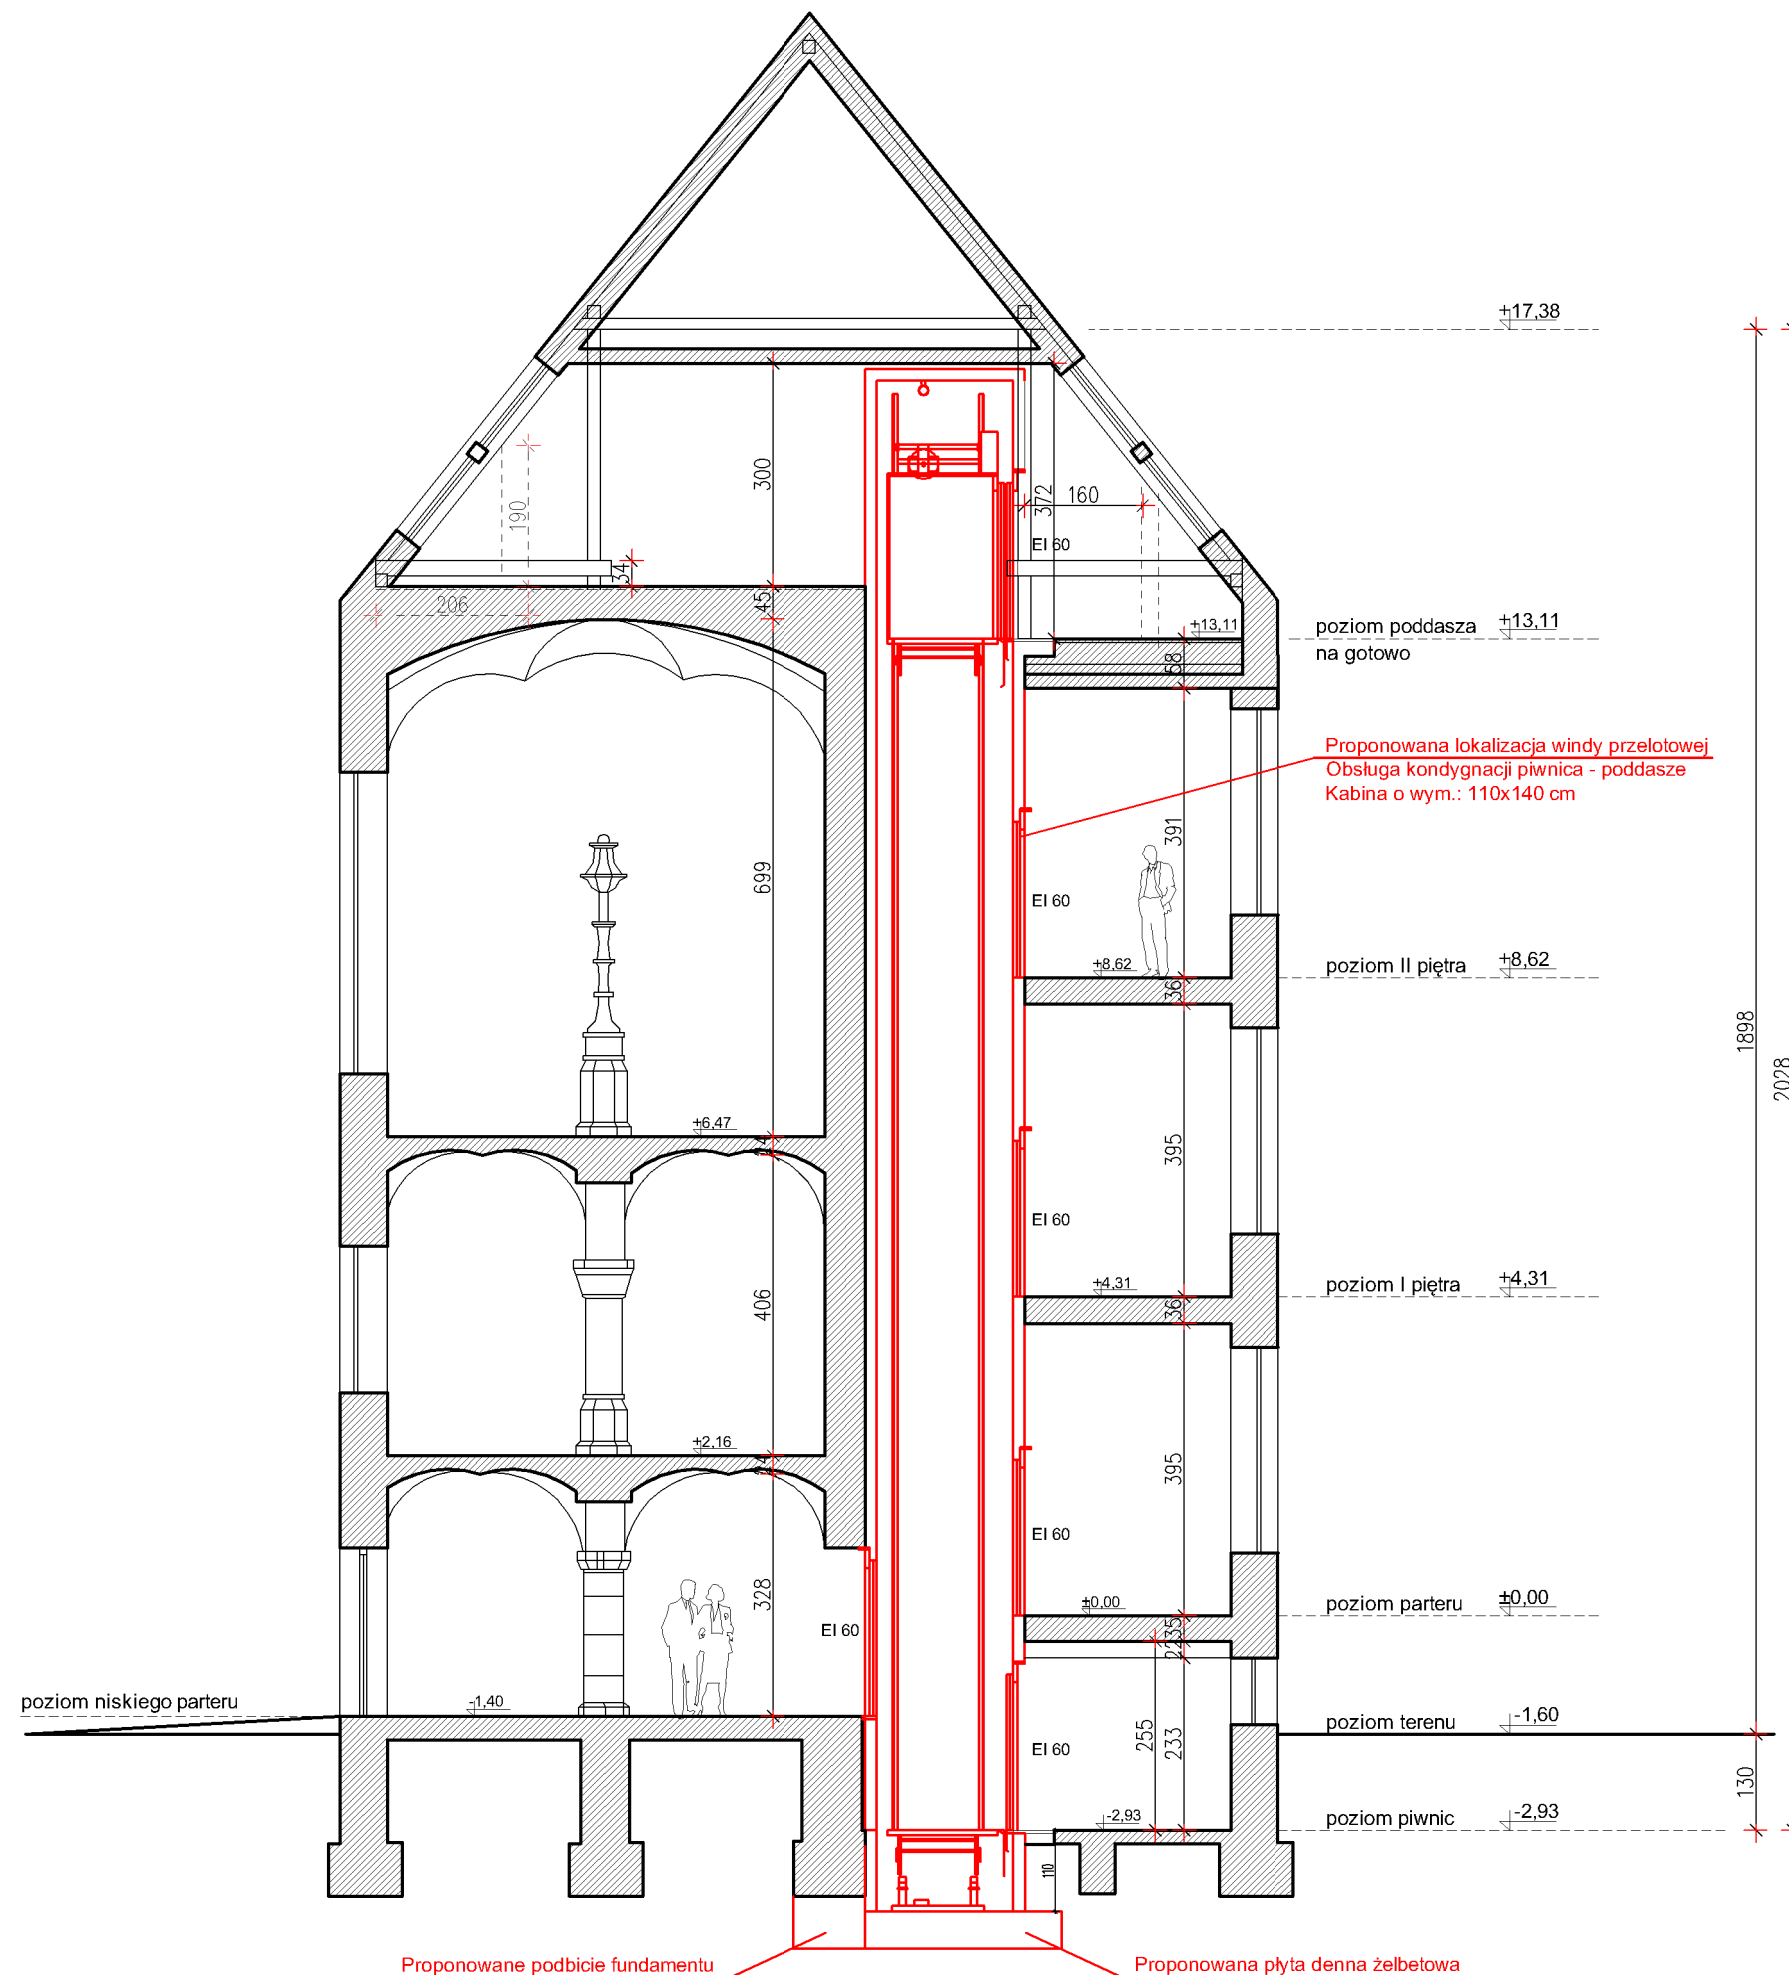 +17,38
300
190
372
160
EI 60
34
45
206
+13,11
poziom poddasza
na gotowo
+13,11
58
Proponowana lokalizacja windy przelotowej
Obsługa kondygnacji piwnica - poddasze
Kabina o wym.: 110x140 cm
391
699
EI 60
+8,62
poziom II piętra
+8,62
36
1898
2028
+6,47
24
395
EI 60
+4,31
poziom I piętra
+4,31
36
406
+2,16
24
395
EI 60
328
±0,00
poziom parteru
±0,00
35
22
EI 60
poziom niskiego parteru
-1,40
poziom terenu
-1,60
255
233
EI 60
130
-2,93
poziom piwnic
-2,93
110
Proponowane podbicie fundamentu
Proponowana płyta denna żelbetowa